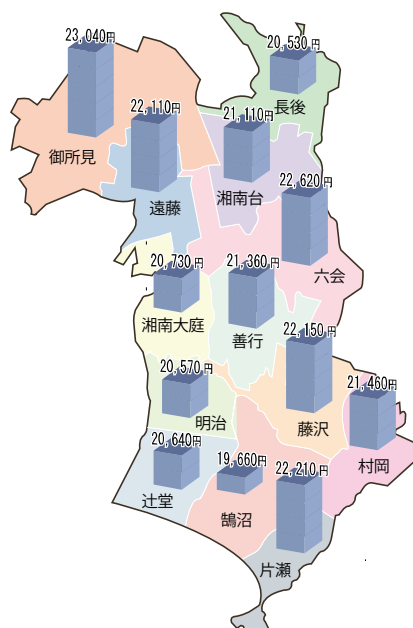 23,040円
御所見
20,530円
長後
22,110円
遠藤
21,110円
湘南台
22,620円
六会
20,730円
湘南大庭
21,360円
善行
22,150円
藤沢
20,570円
明治
21,460円
村岡
20,640円
辻堂
19,660円
鵠沼
22,210円
片瀬